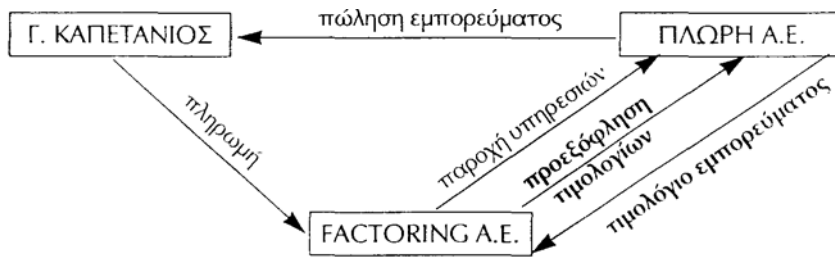 πώληση εμπορεύματος
Γ. ΚΑΠΕΤΑΝΙΟΣ
ΠΛΩΡΗ Α.Ε.
πληρωμή
παροχή υπηρεσιών
προεξόφληση
τιμολογίων
τιμολόγιο εμπορεύματος
FACTORING A.E.